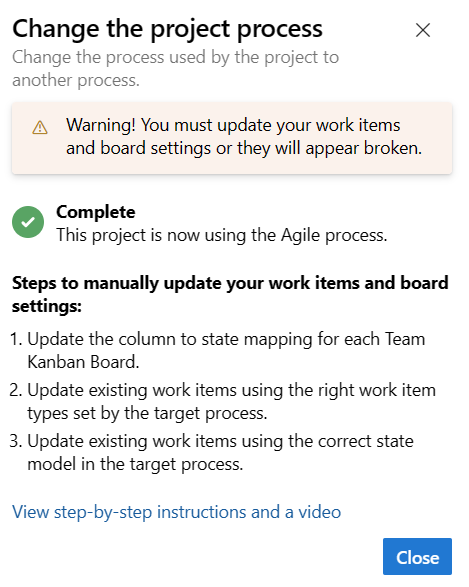 Change the project process
Change the process used by the project to
another process.
Warning! You must update your work items
and board settings or they will appear broken.
Complete
This project is now using the Agile process.
Steps to manually update your work items and board
settings:
1. Update the column to state mapping for each Team
Kanban Board.
2. Update existing work items using the right work item
types set by the target process.
3. Update existing work items using the correct state
model in the target process.
View step-by-step instructions and a video
Close